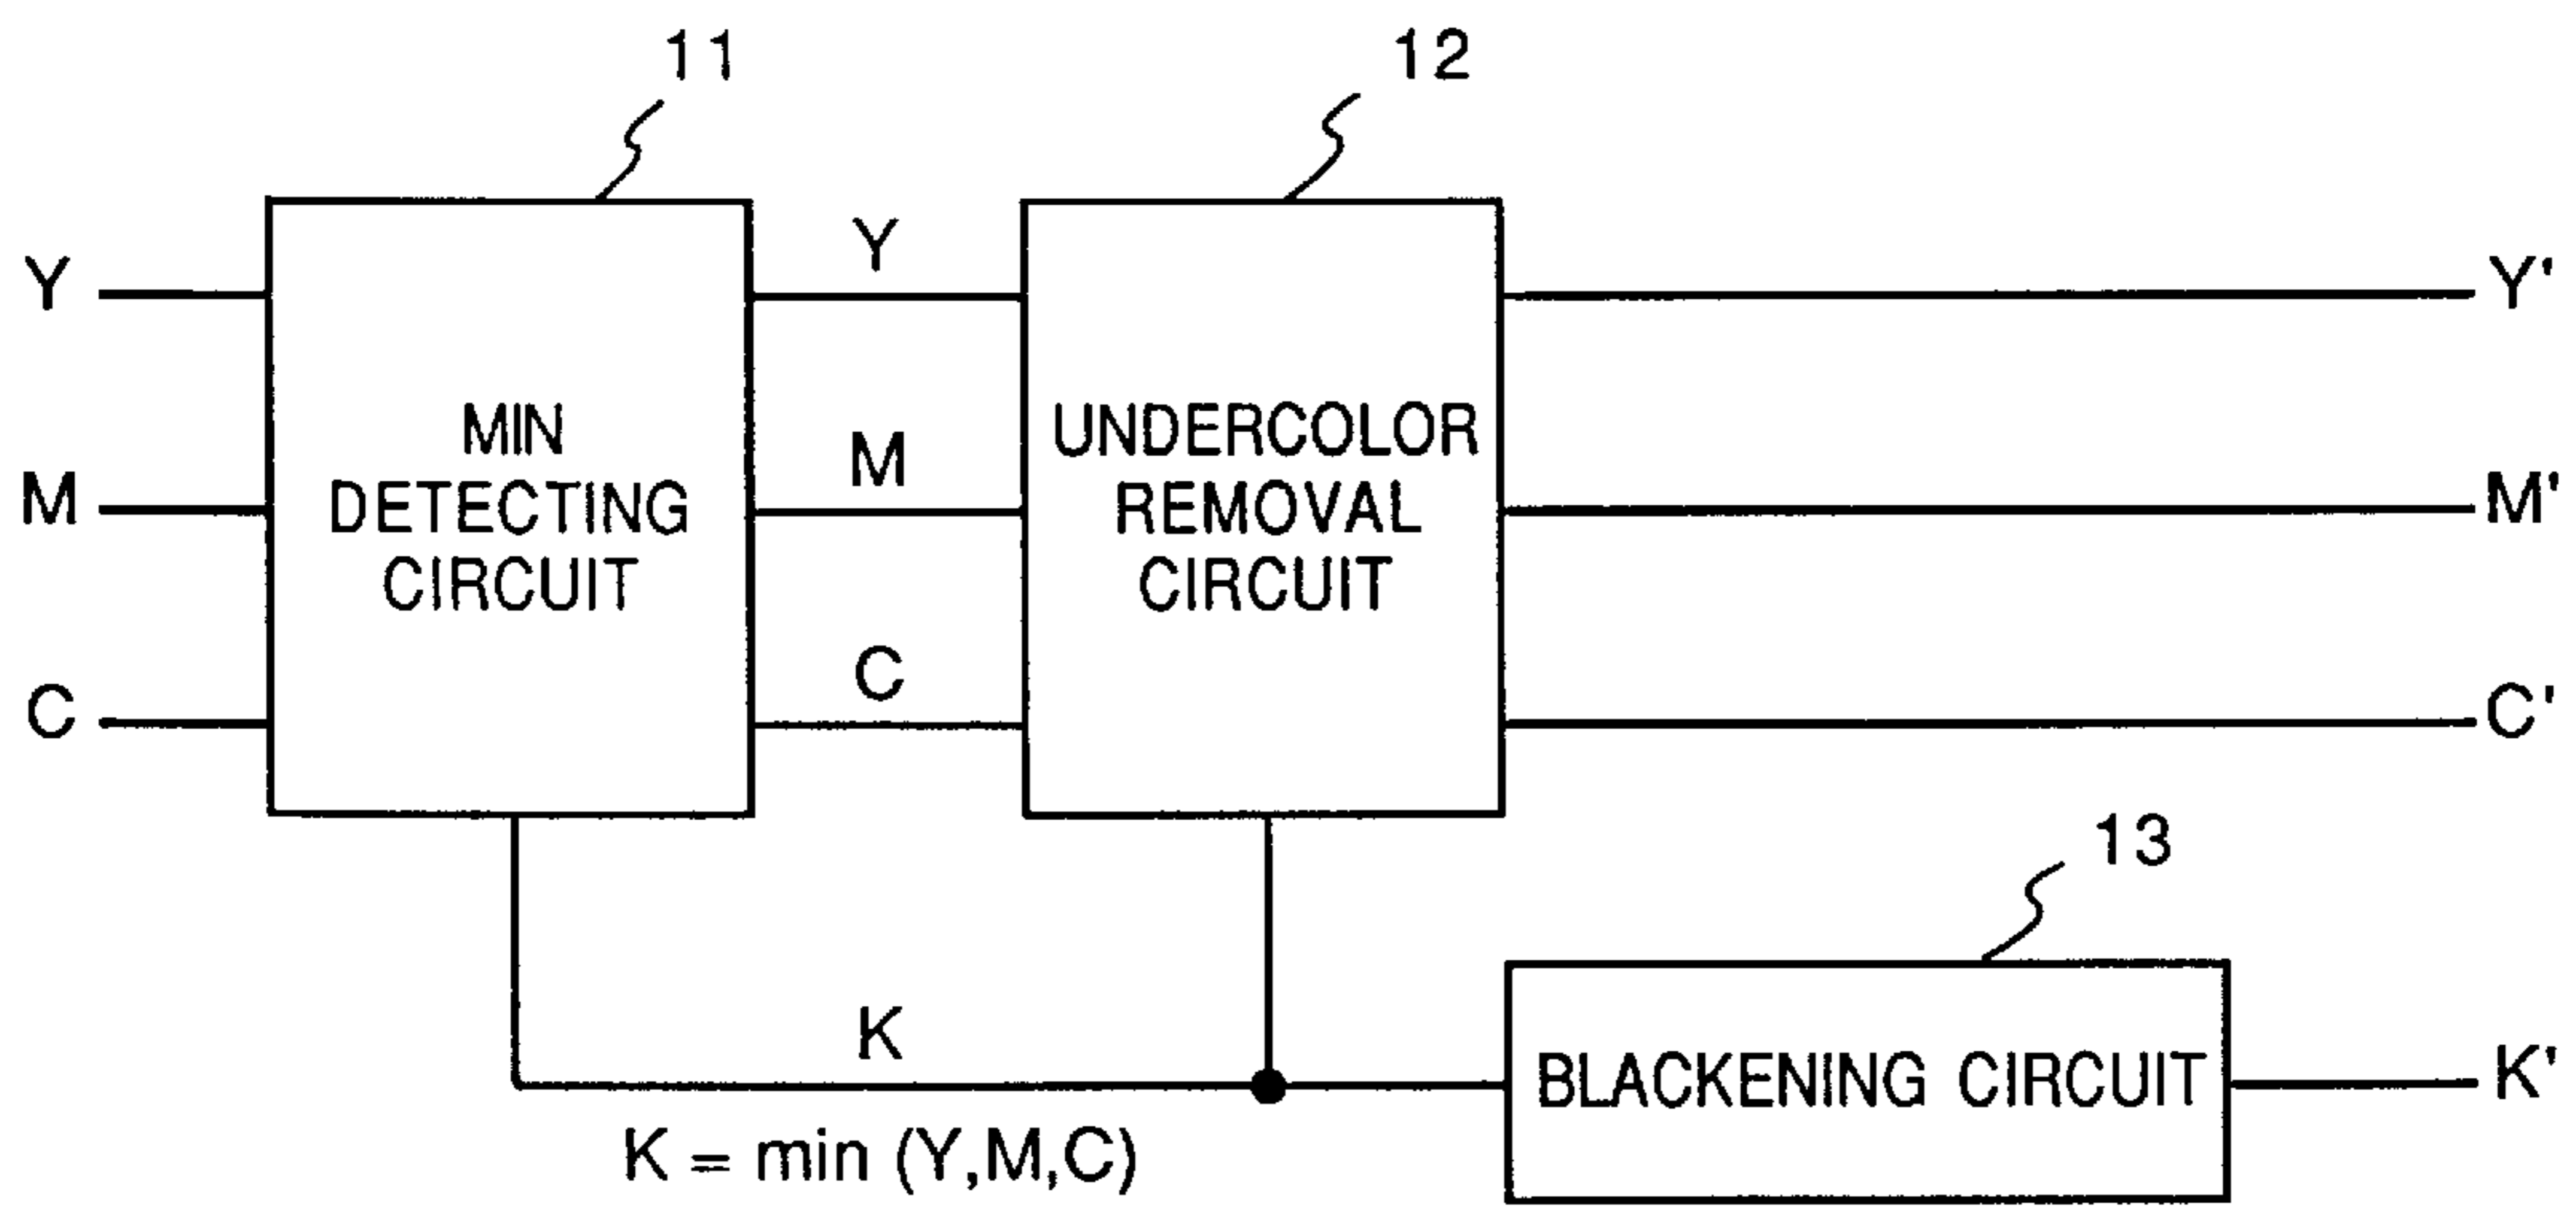 11
12
Y
Y
Y'
MIN
DETECTING
CIRCUIT
M
M
UNDERCOLOR
REMOVAL
CIRCUIT
M'
C
C
C'
13
K
K = min (Y,M,C)
BLACKENING CIRCUIT
K'